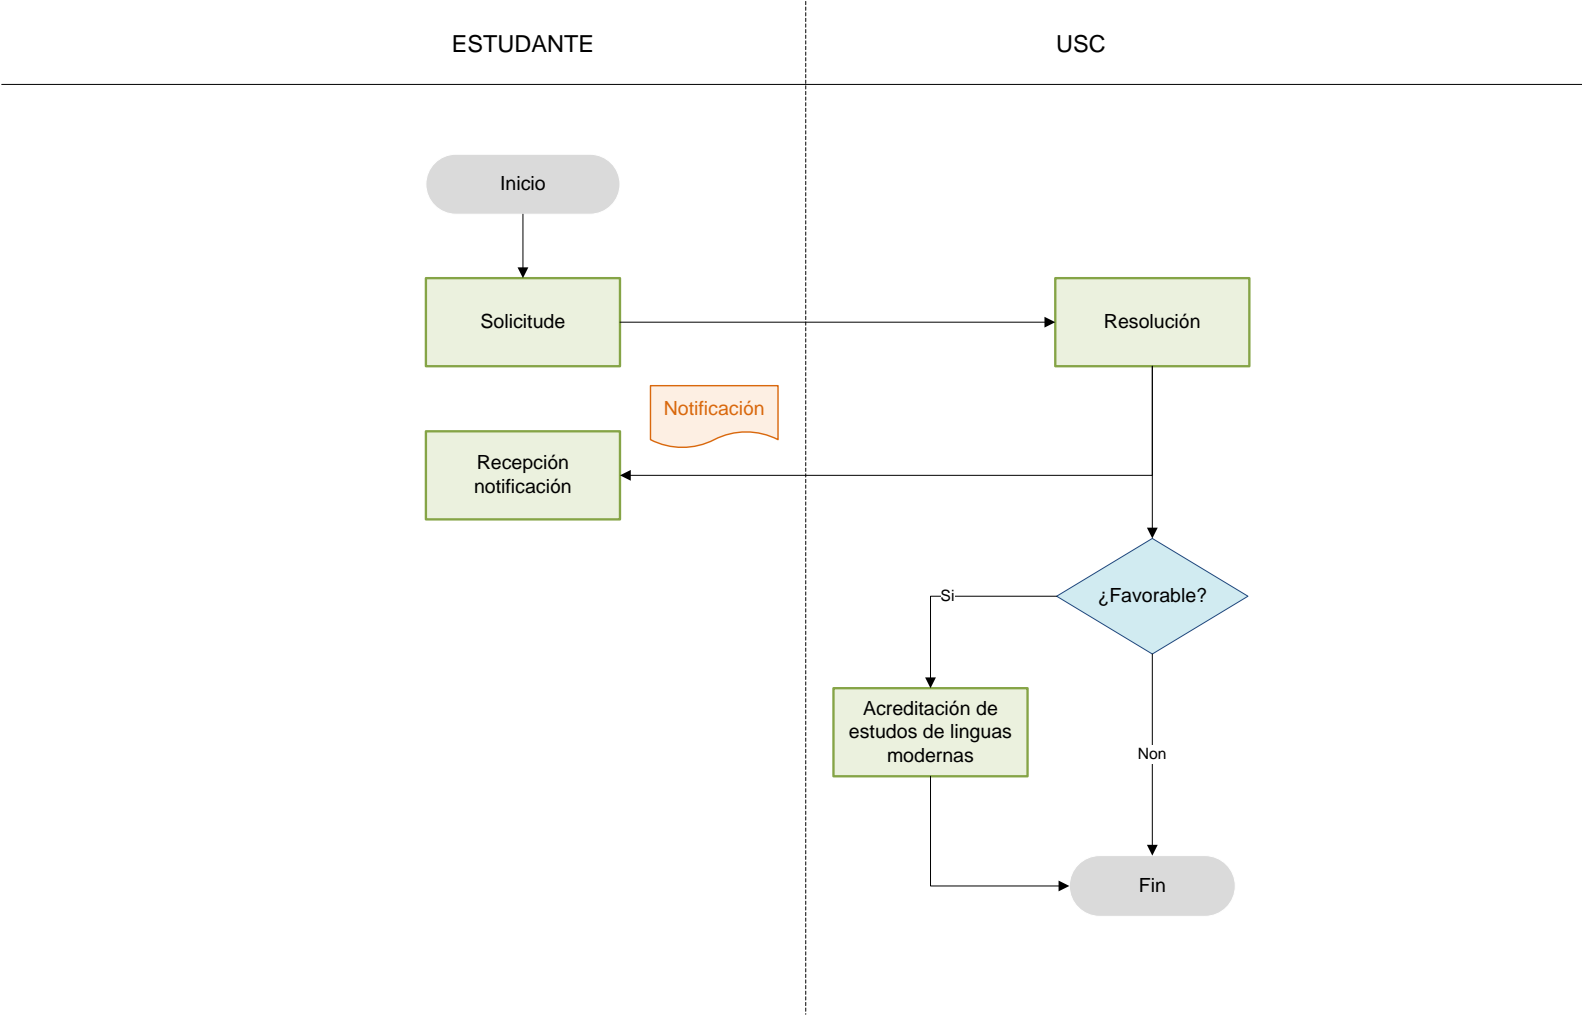 ESTUDANTE
USC
Inicio
Solicitude
Resolución
Notificación
Recepción
notificación
¿Favorable?
Si
Acreditación de
estudos de linguas
modernas
Non
Fin